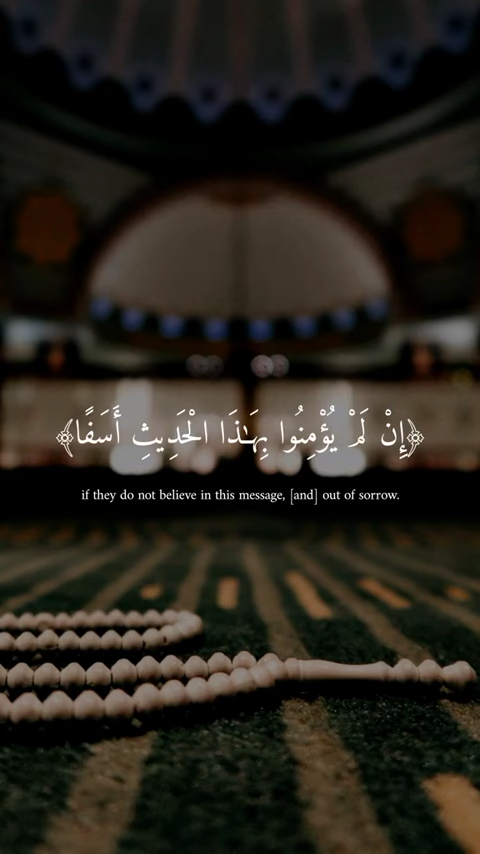 ﴿إِنْ لَمْ يُؤْمِنُوا بِهَـٰذَا الْحَدِيثِ أَسَفًا﴾
if they do not believe in this message, [and] out of sorrow.